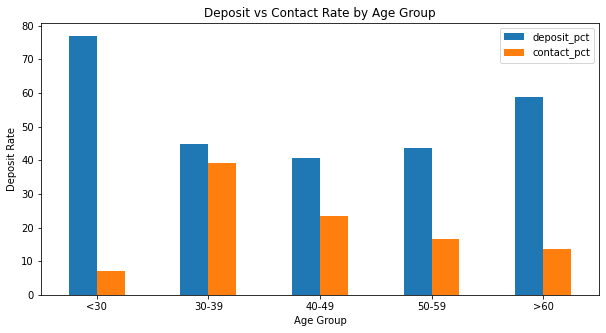 Deposit vs Contact Rate by Age Group
deposit_pct
contact_pct
Deposit Rate
80
70
60
50
40
30
20
10
0
<30
30-39
40-49
50-59
>60
Age Group